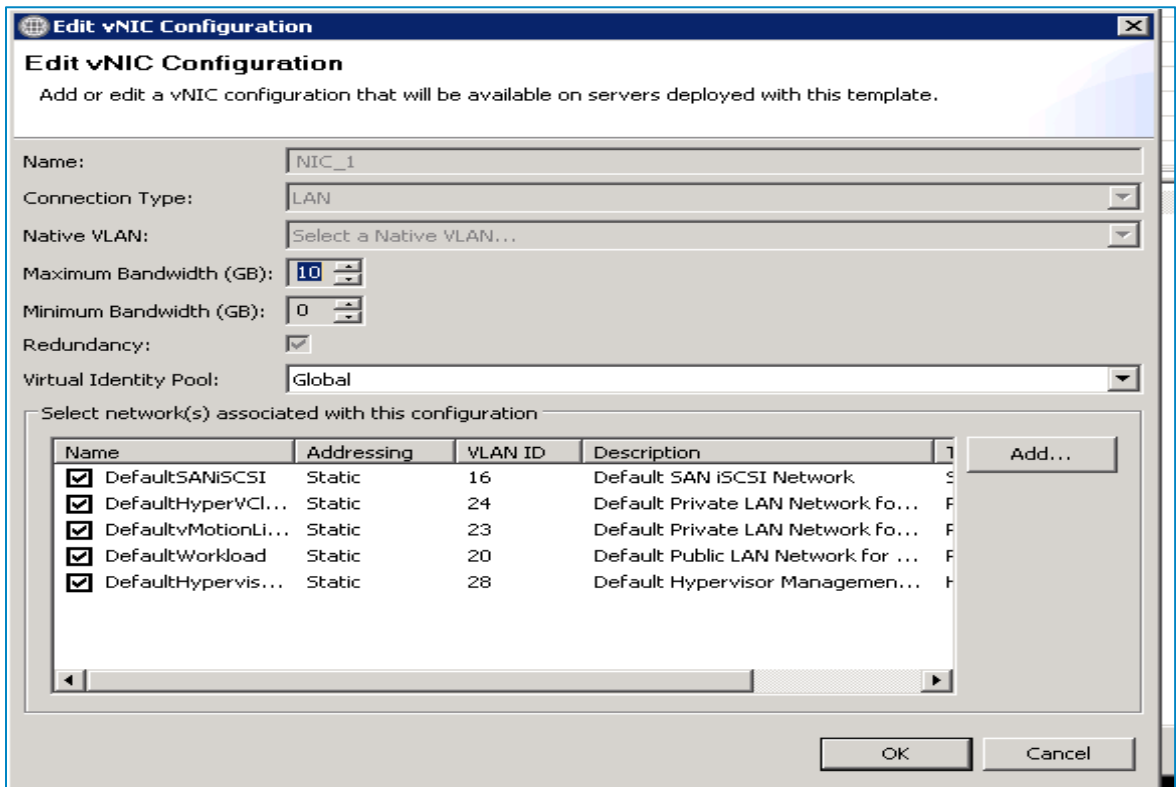 Edit vNIC Configuration
Edit vNIC Configuration
Add or edit a vNIC configuration that will be available on servers deployed with this template.
Name: NIC_1
Connection Type: LAN
Native VLAN: Select a Native VLAN...
Maximum Bandwidth (GB): 10
Minimum Bandwidth (GB): 0
Redundancy:
Virtual Identity Pool: Global
Select network(s) associated with this configuration
Name Addressing VLAN ID Description Add...
DefaultSANiSCSI Static 16 Default SAN iSCSI Network
DefaultHyperVCl... Static 24 Default Private LAN Network fo...
DefaultvMotionLi... Static 23 Default Private LAN Network fo...
DefaultWorkload Static 20 Default Public LAN Network for ...
DefaultHypervis... Static 28 Default Hypervisor Managemen...
OK Cancel